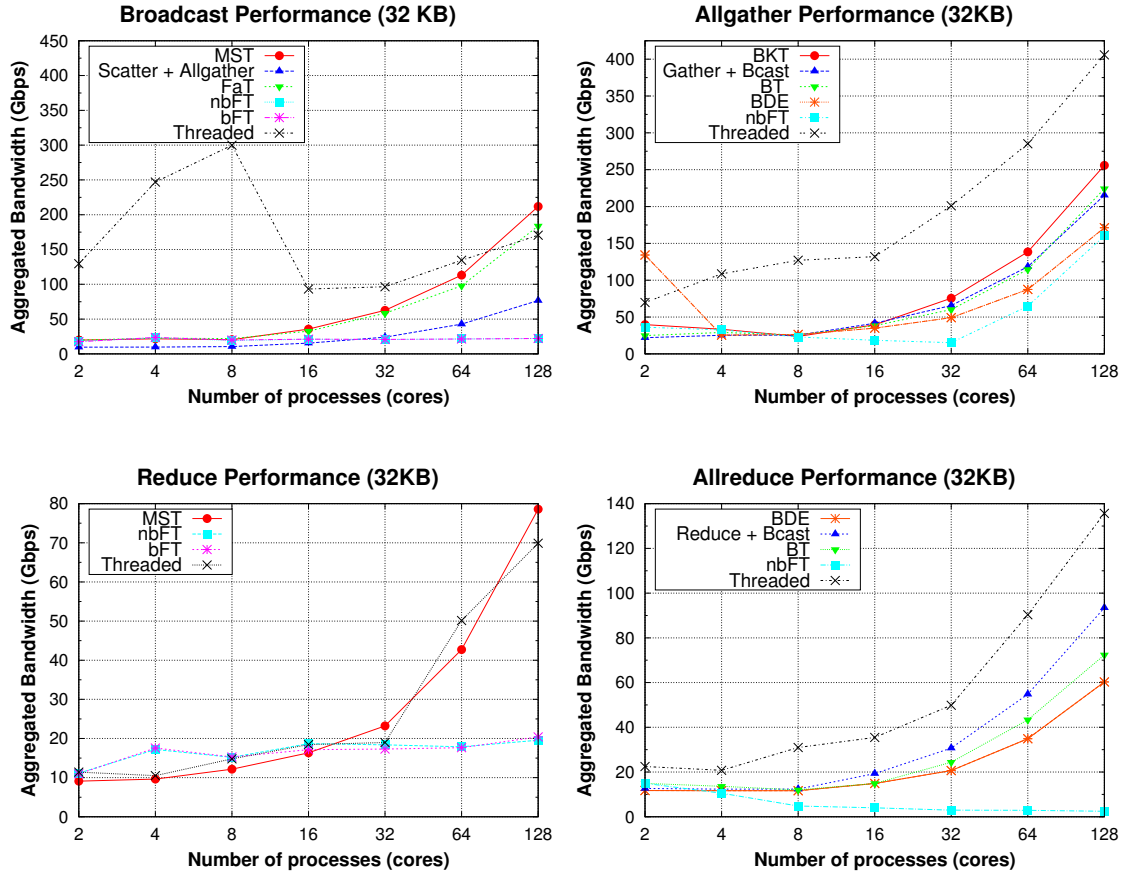 Broadcast Performance (32 KB)
Aggregated Bandwidth (Gbps)
450
400
350
300
250
200
150
100
50
0
MST
Scatter + Allgather
FaT
nbFT
bFT
Threaded
2 4 8 16 32 64 128
Number of processes (cores)
Allgather Performance (32KB)
Aggregated Bandwidth (Gbps)
400
350
300
250
200
150
100
50
0
BKT
Gather + Bcast
BT
BDE
nbFT
Threaded
2 4 8 16 32 64 128
Number of processes (cores)
Reduce Performance (32KB)
Aggregated Bandwidth (Gbps)
80
70
60
50
40
30
20
10
0
MST
nbFT
bFT
Threaded
2 4 8 16 32 64 128
Number of processes (cores)
Allreduce Performance (32KB)
Aggregated Bandwidth (Gbps)
140
120
100
80
60
40
20
0
BDE
Reduce + Bcast
BT
nbFT
Threaded
2 4 8 16 32 64 128
Number of processes (cores)